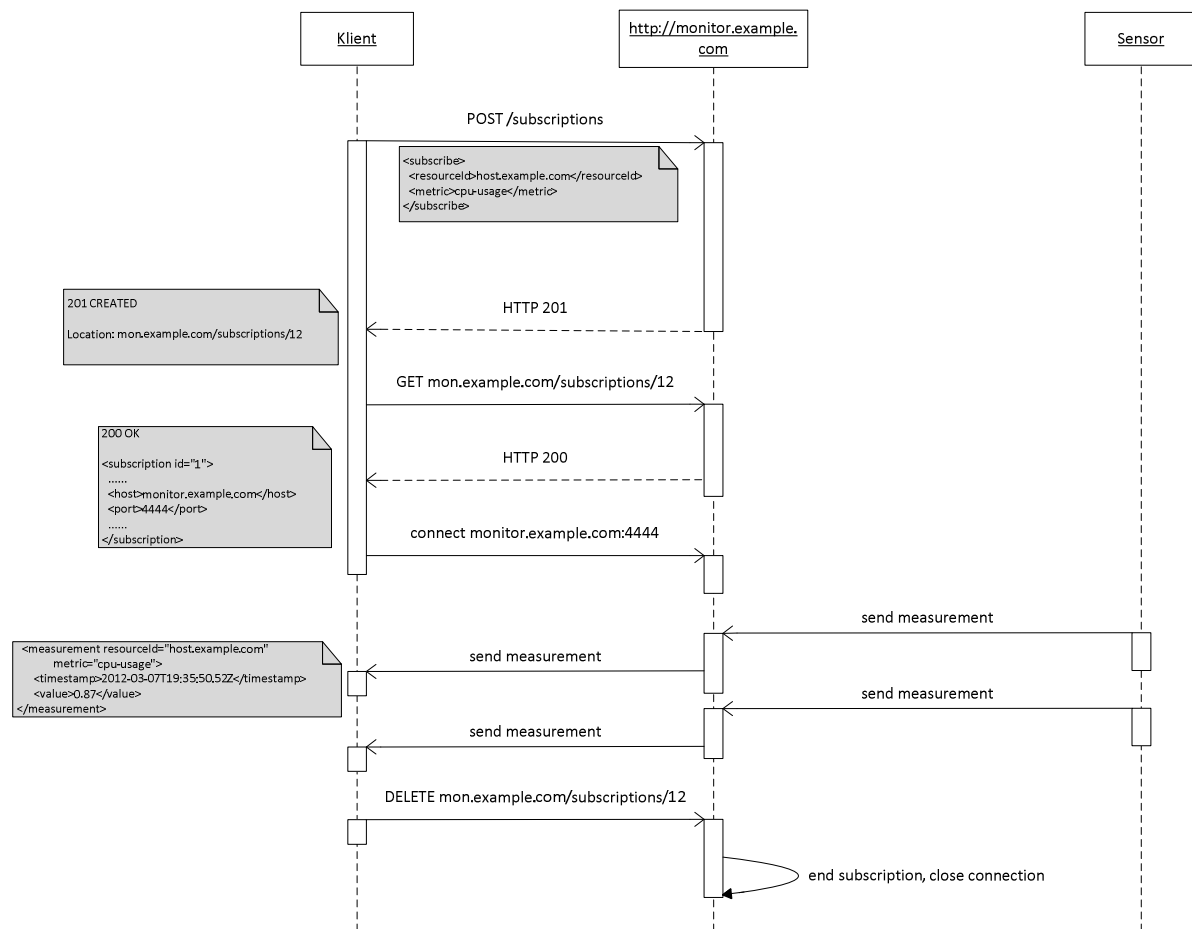 Klient
http://monitor.example.
com
Sensor
POST /subscriptions
<subscribe>
<resourceId>host.example.com</resourceId>
<metric>cpu-usage</metric>
</subscribe>
201 CREATED
Location: mon.example.com/subscriptions/12
HTTP 201
GET mon.example.com/subscriptions/12
200 OK
<subscription id="1">
......
<host>monitor.example.com</host>
<port>4444</port>
......
</subscription>
HTTP 200
connect monitor.example.com:4444
send measurement
<measurement resourceId="host.example.com"
metric="cpu-usage">
<timestamp>2012-03-07T19:35:50.52Z</timestamp>
<value>0.87</value>
</measurement>
send measurement
send measurement
send measurement
DELETE mon.example.com/subscriptions/12
end subscription, close connection